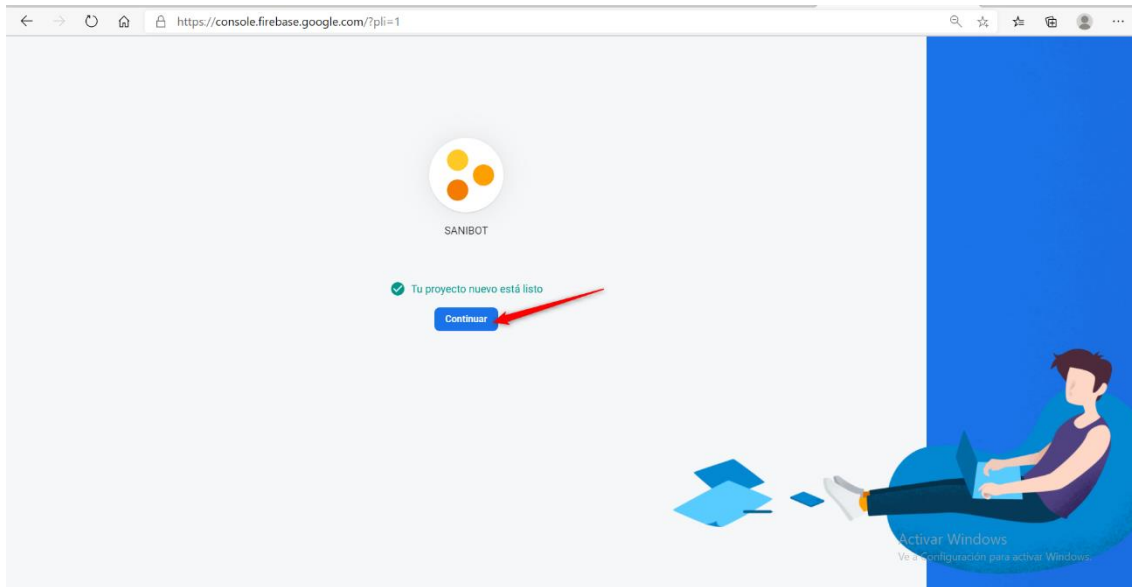 https://console.firebase.google.com/?pli=1
SANIBOT
Tu proyecto nuevo está listo
Continuar
Activar Windows
Ve a Configuración para activar Windows.